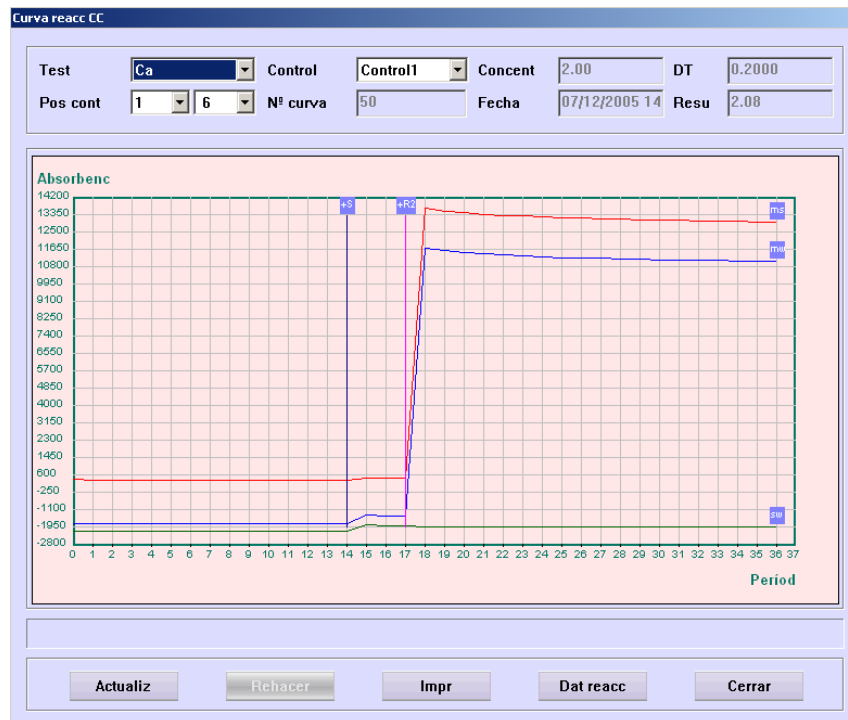 Curva reacc CC
Test Ca Control Control1 Concent 2.00 DT 0.2000
Pos cont 1 6 Nº curva 50 Fecha 07/12/2005 14 Resu 2.08
Absorbenc
14200
13350
12500
11650
10800
9950
9100
8250
7400
6550
5700
4850
4000
3150
2300
1450
600
-250
-1100
-1950
-2800
+S +R2
ms
mw
sw
0 1 2 3 4 5 6 7 8 9 10 11 12 13 14 15 16 17 18 19 20 21 22 23 24 25 26 27 28 29 30 31 32 33 34 35 36 37
Period
Actualiz Rehacer Impr Dat reacc Cerrar